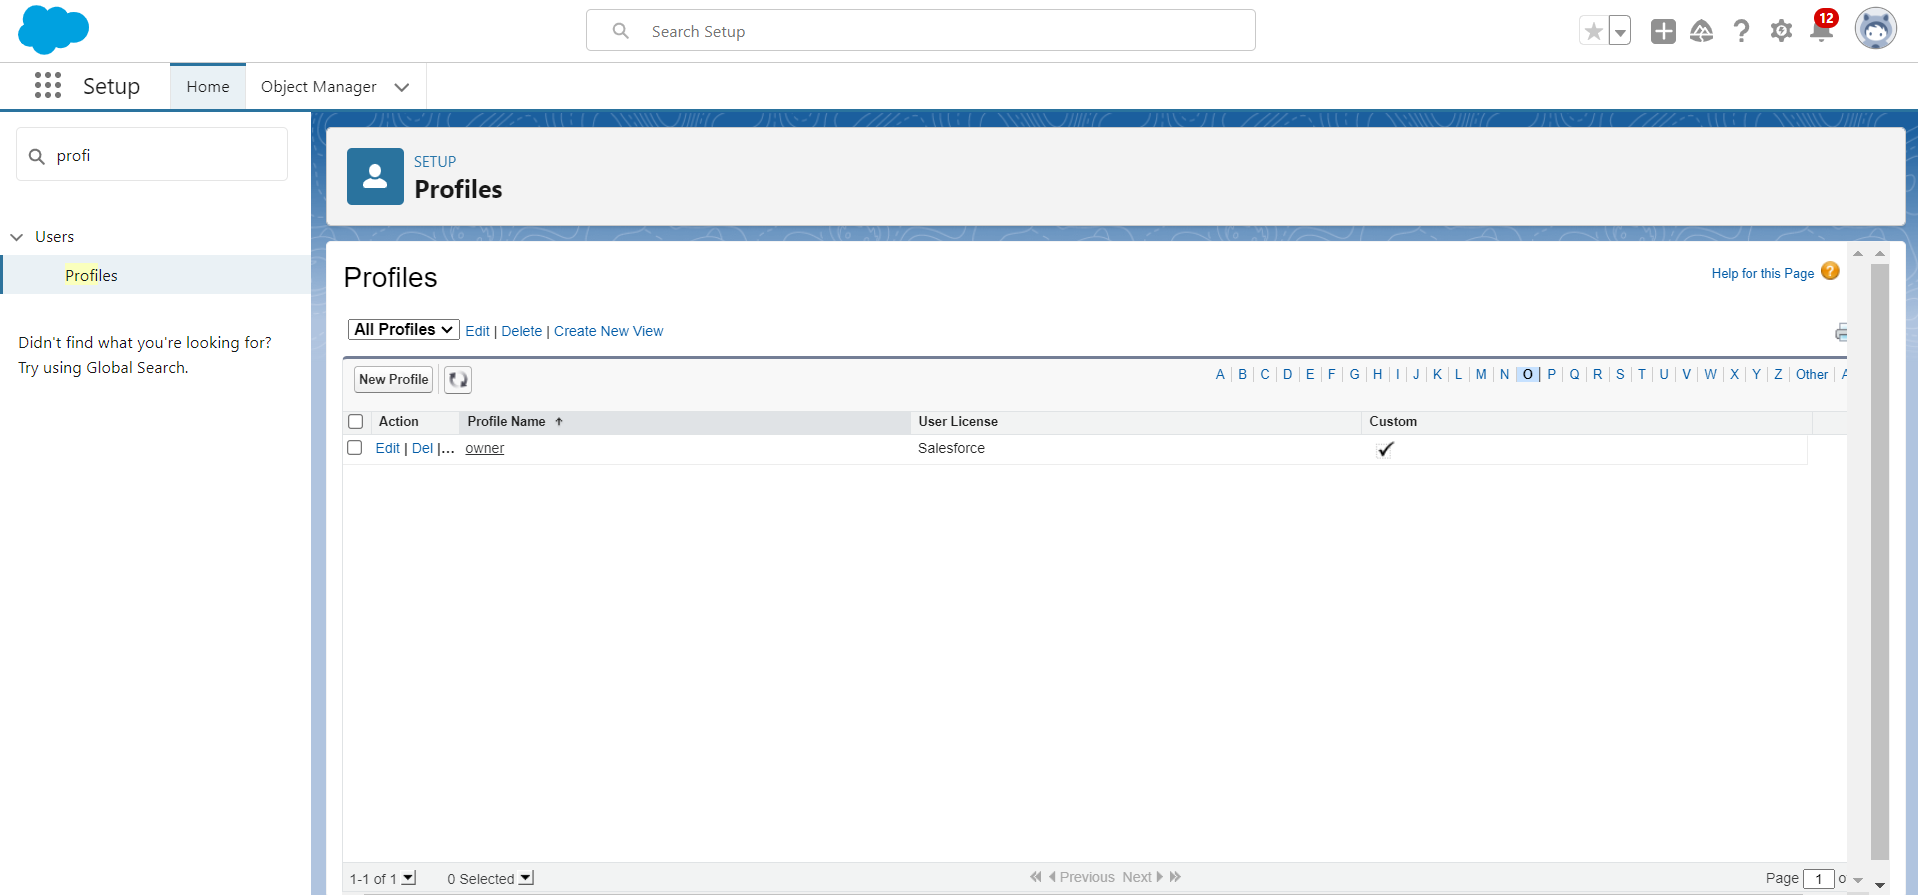 Search Setup
12
Setup
Home
Object Manager
profi
Users
Profiles
Didn't find what you're looking for?
Try using Global Search.
SETUP
Profiles
Profiles
Help for this Page ?
All Profiles Edit | Delete | Create New View
New Profile
A | B | C | D | E | F | G | H | I | J | K | L | M | N | O | P | Q | R | S | T | U | V | W | X | Y | Z | Other |
Action Profile Name ↑ User License Custom
Edit | Del |... owner Salesforce ✓
1-1 of 1 0 Selected Previous Next Page 1 o